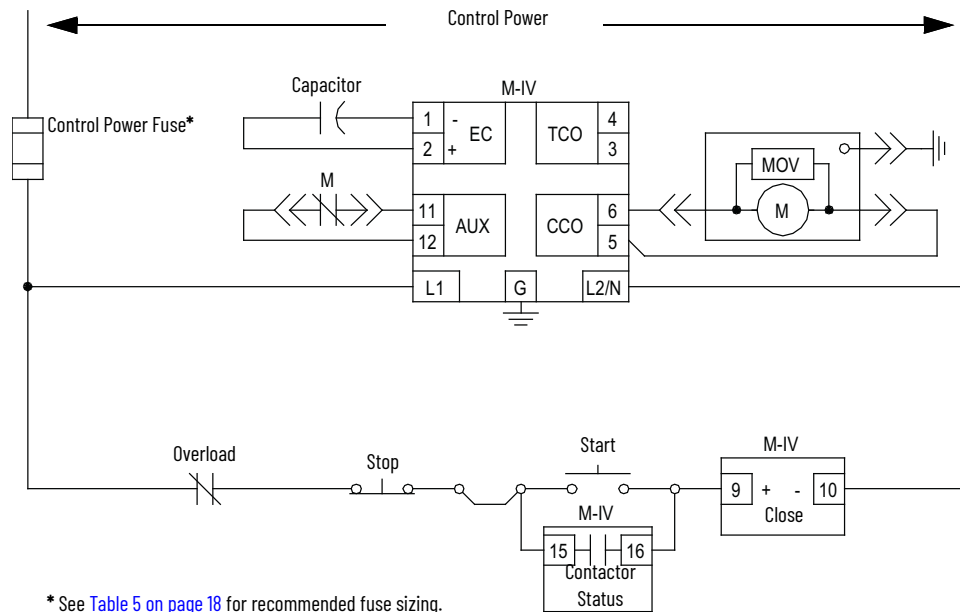 Control Power
Capacitor
M-IV
Control Power Fuse*
1 - EC TCO 4
2 + 3
MOV
M
11 AUX CCO 6
12 5
M
L1 G L2/N
Overload
Stop
Start
M-IV
M-IV
9 + - 10
Close
15 16
Contactor
Status
* See Table 5 on page 18 for recommended fuse sizing.